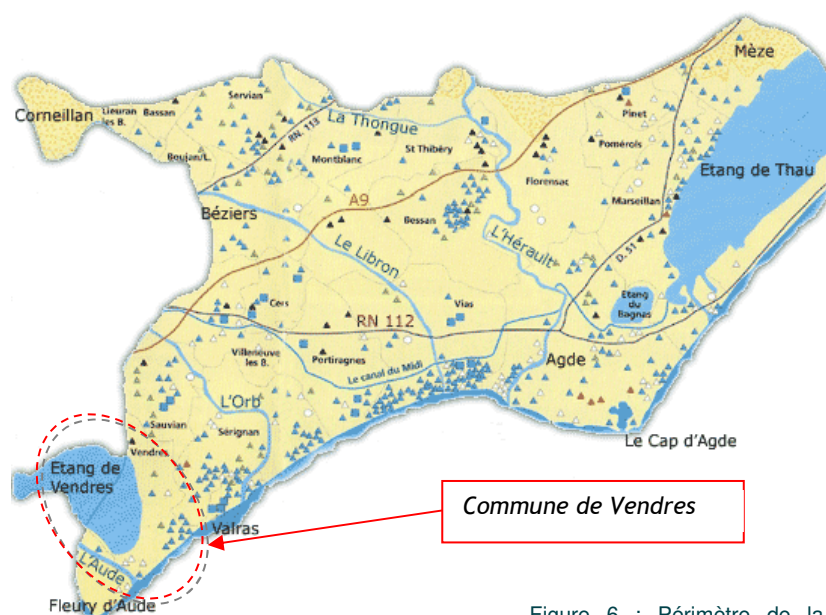 Mèze
Corneillan
Lieuran
les B.
Bassan
Servian
RN. 113
La Thongue
Pinet
Boujan/L.
Montblanc
St Thibéry
Pomérols
Etang de Thau
Florensac
Béziers
A9
Bessan
Marseillan
Le Libron
L'Hérault
D. 51
Etang
du
Bagnas
Cers
Vias
RN 112
Villeneuve
les B.
Portiragnes
Le canal du Midi
Agde
L'Orb
Sauvian
Sérignan
Le Cap d'Agde
Vendres
Etang de
Vendres
Commune de Vendres
Valras
L'Aude
Fleury d'Aude
Figure 6 : aPérimètre de la